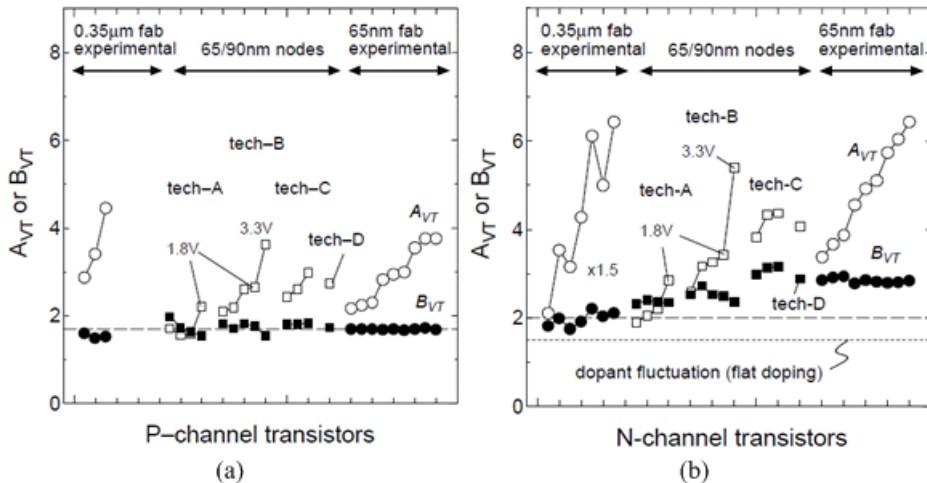 (a)
0.35μm fab
experimental
65/90nm nodes
65nm fab
experimental
8
6
4
2
0
A_VT or B_VT
tech–B
tech–A
tech–C
1.8V
3.3V
tech–D
A_VT
B_VT
P–channel transistors
(a)
(b)
0.35μm fab
experimental
65/90nm nodes
65nm fab
experimental
8
6
4
2
0
A_VT or B_VT
tech-B
3.3V
tech-A
tech-C
1.8V
x1.5
A_VT
B_VT
tech-D
dopant fluctuation (flat doping)
N-channel transistors
(b)